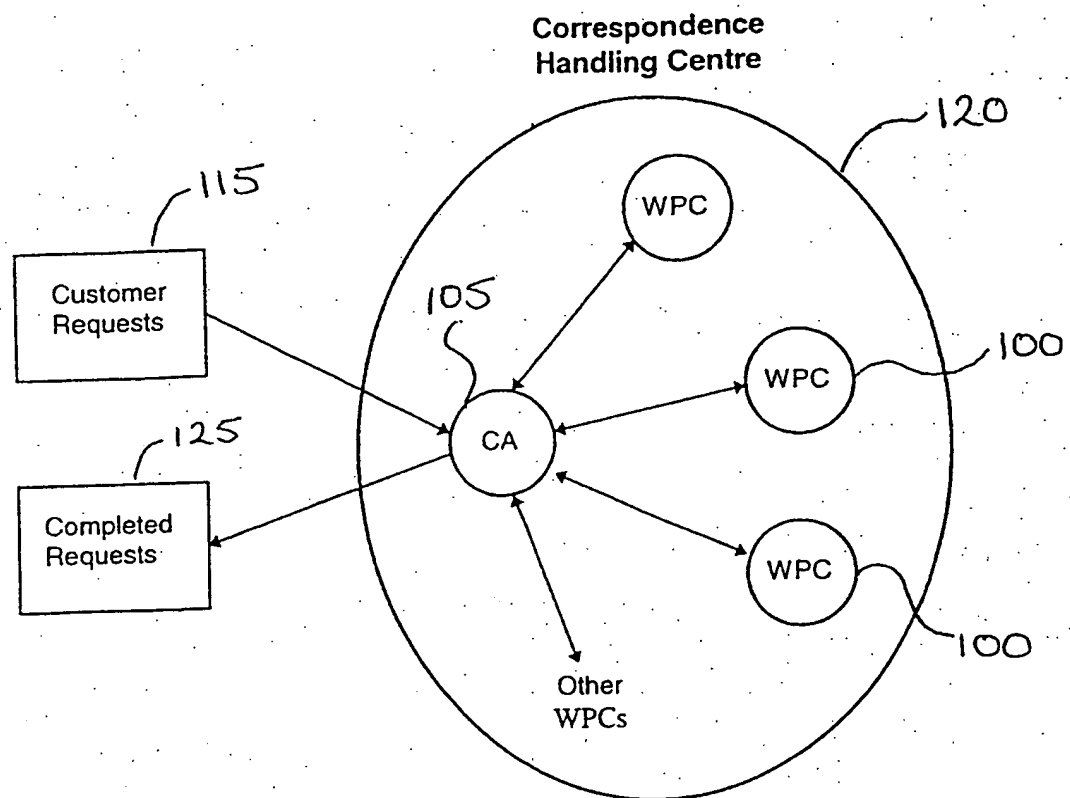 Correspondence
Handling Centre
120
115
WPC
Customer
Requests
105
100
WPC
125
CA
Completed
Requests
WPC
100
Other
WPCs